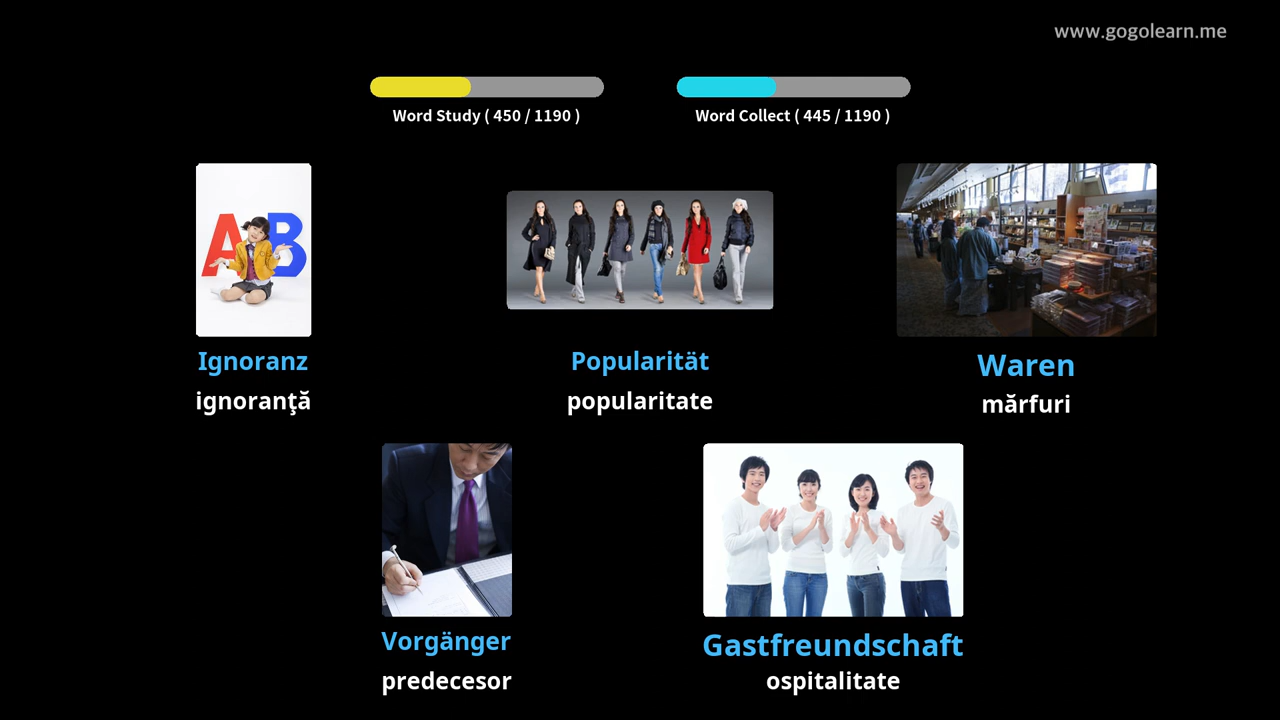 www.gogolearn.me
Word Study ( 450 / 1190 )
Word Collect ( 445 / 1190 )
A B
Ignoranz
ignoranţă
Popularität
popularitate
Waren
mărfuri
Vorgänger
predecesor
Gastfreundschaft
ospitalitate